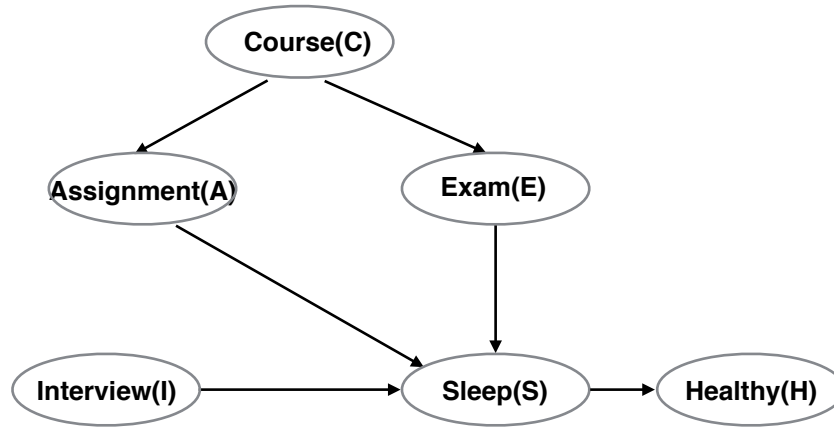 Course(C)
Assignment(A)
Exam(E)
Interview(I)
Sleep(S)
Healthy(H)